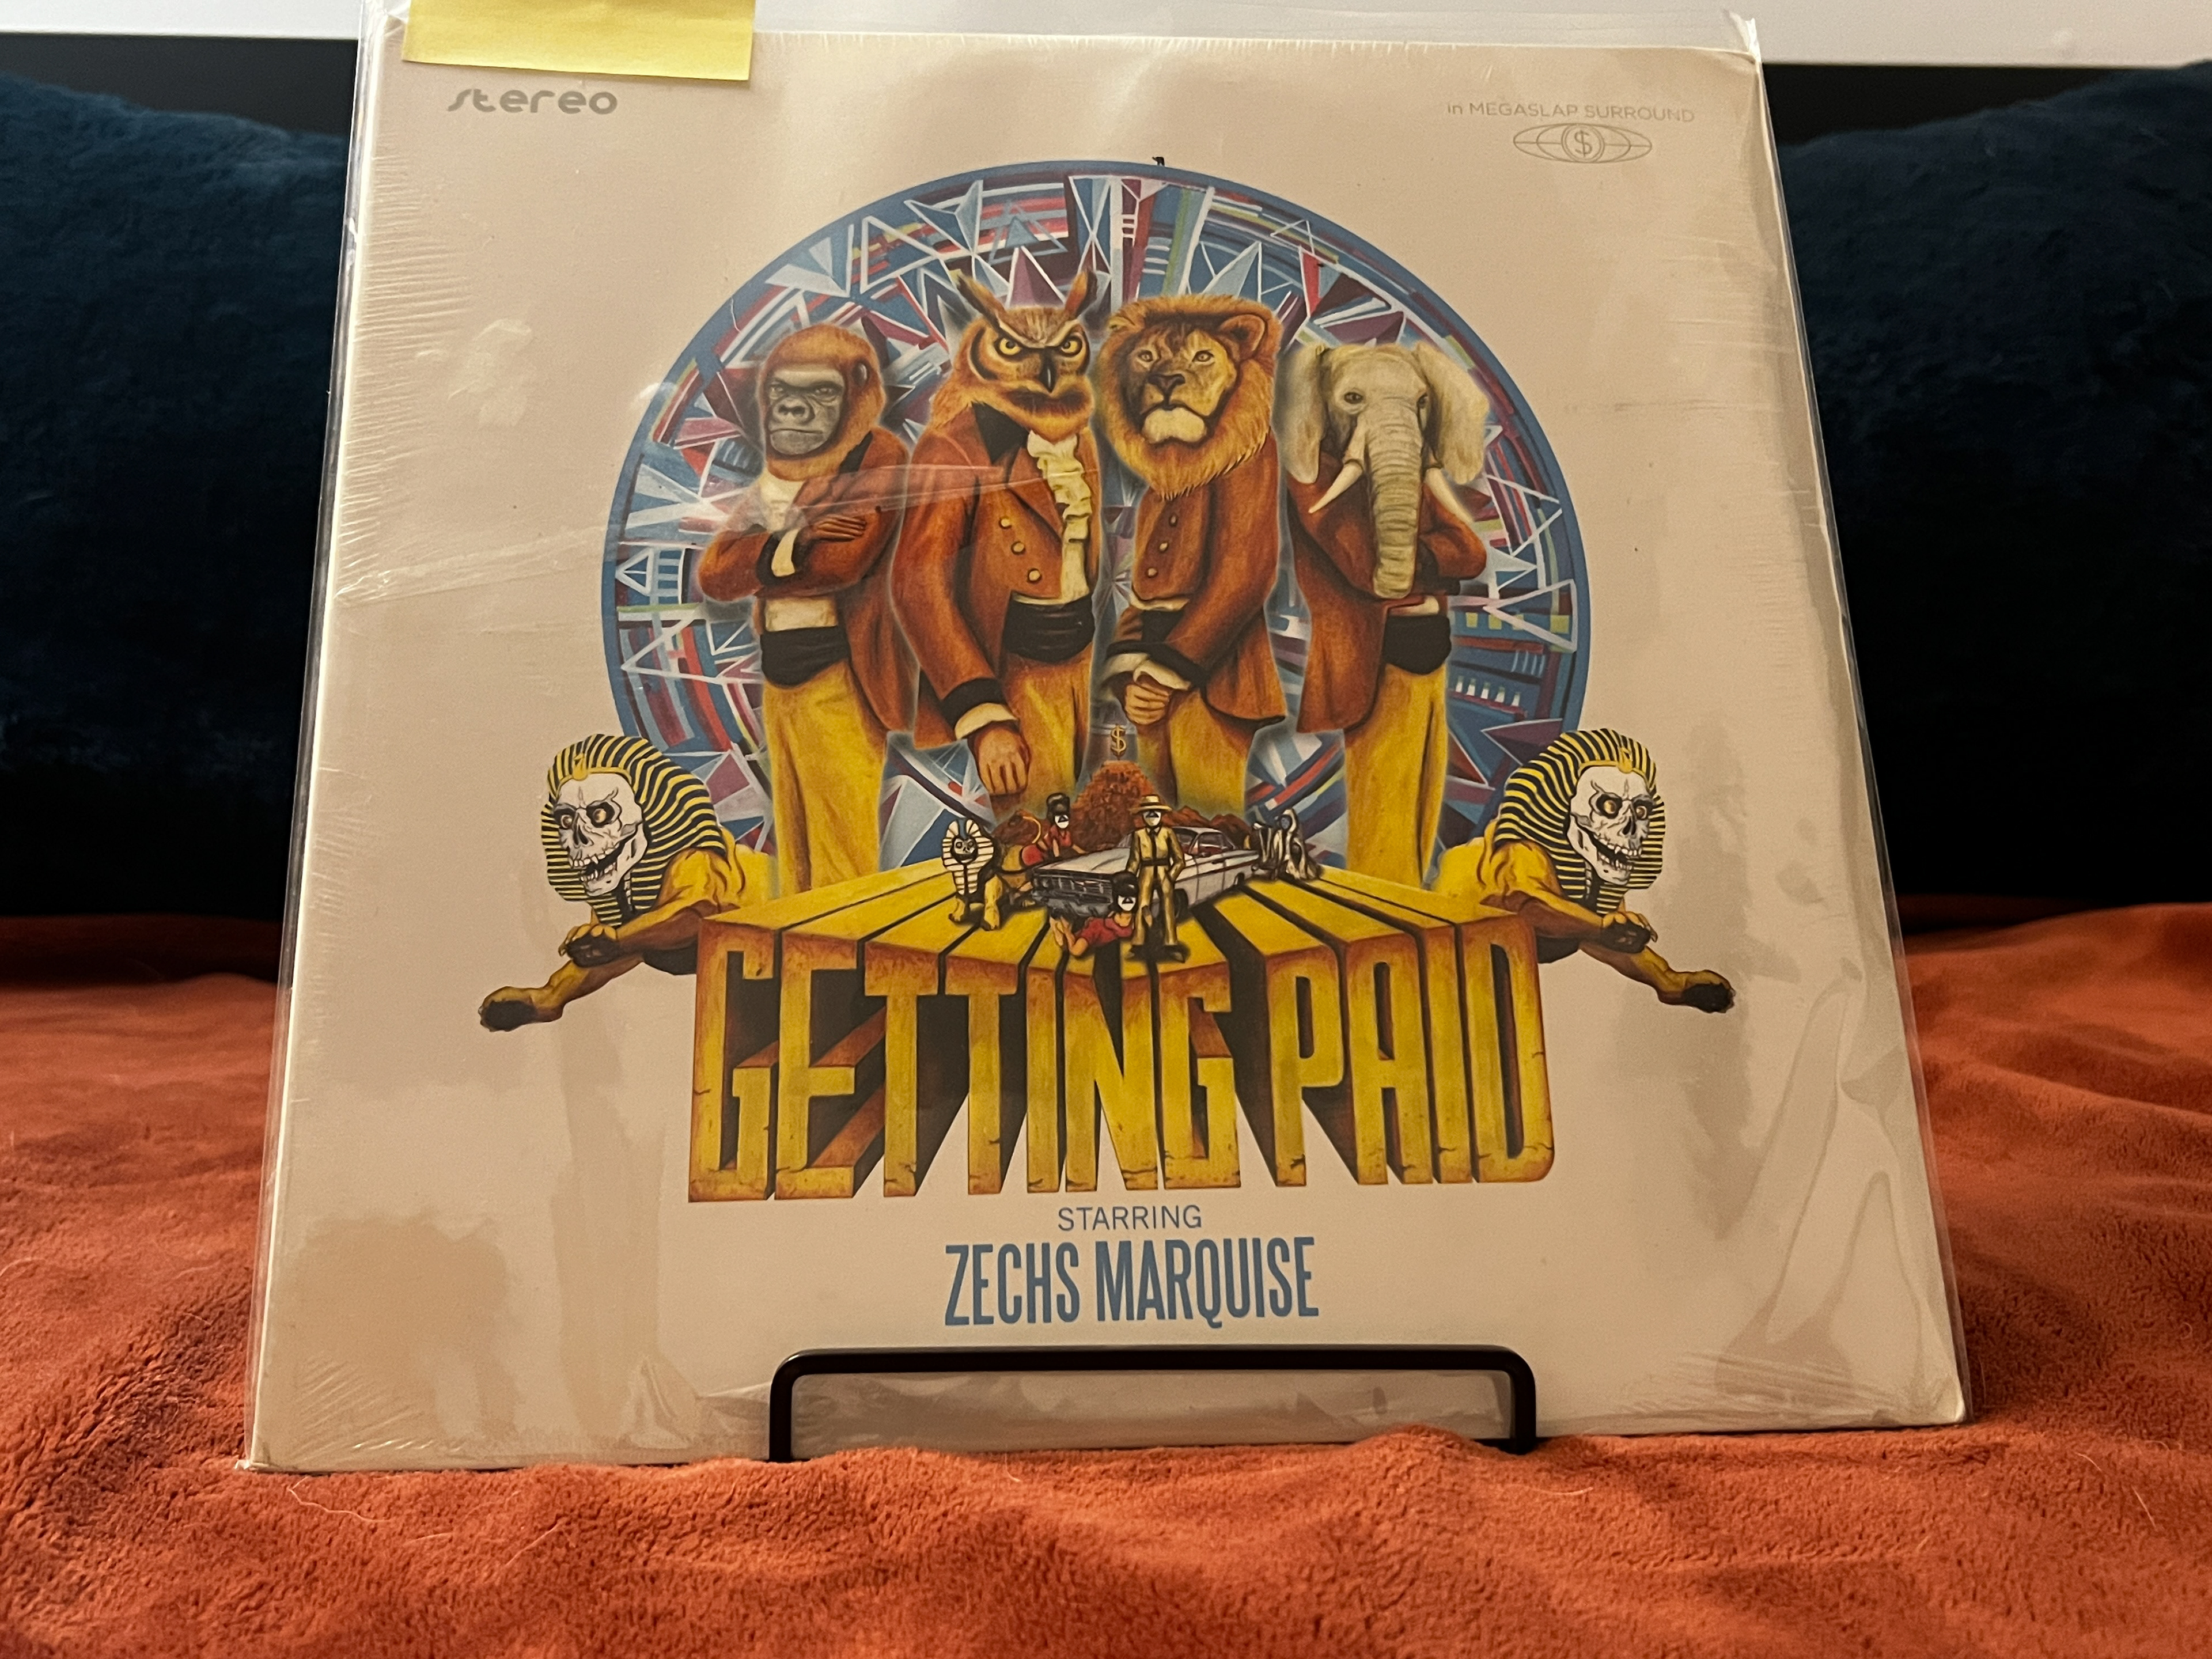 stereo
in MEGASLAP SURROUND
$
$
GETTING PAID
STARRING
ZECHS MARQUISE